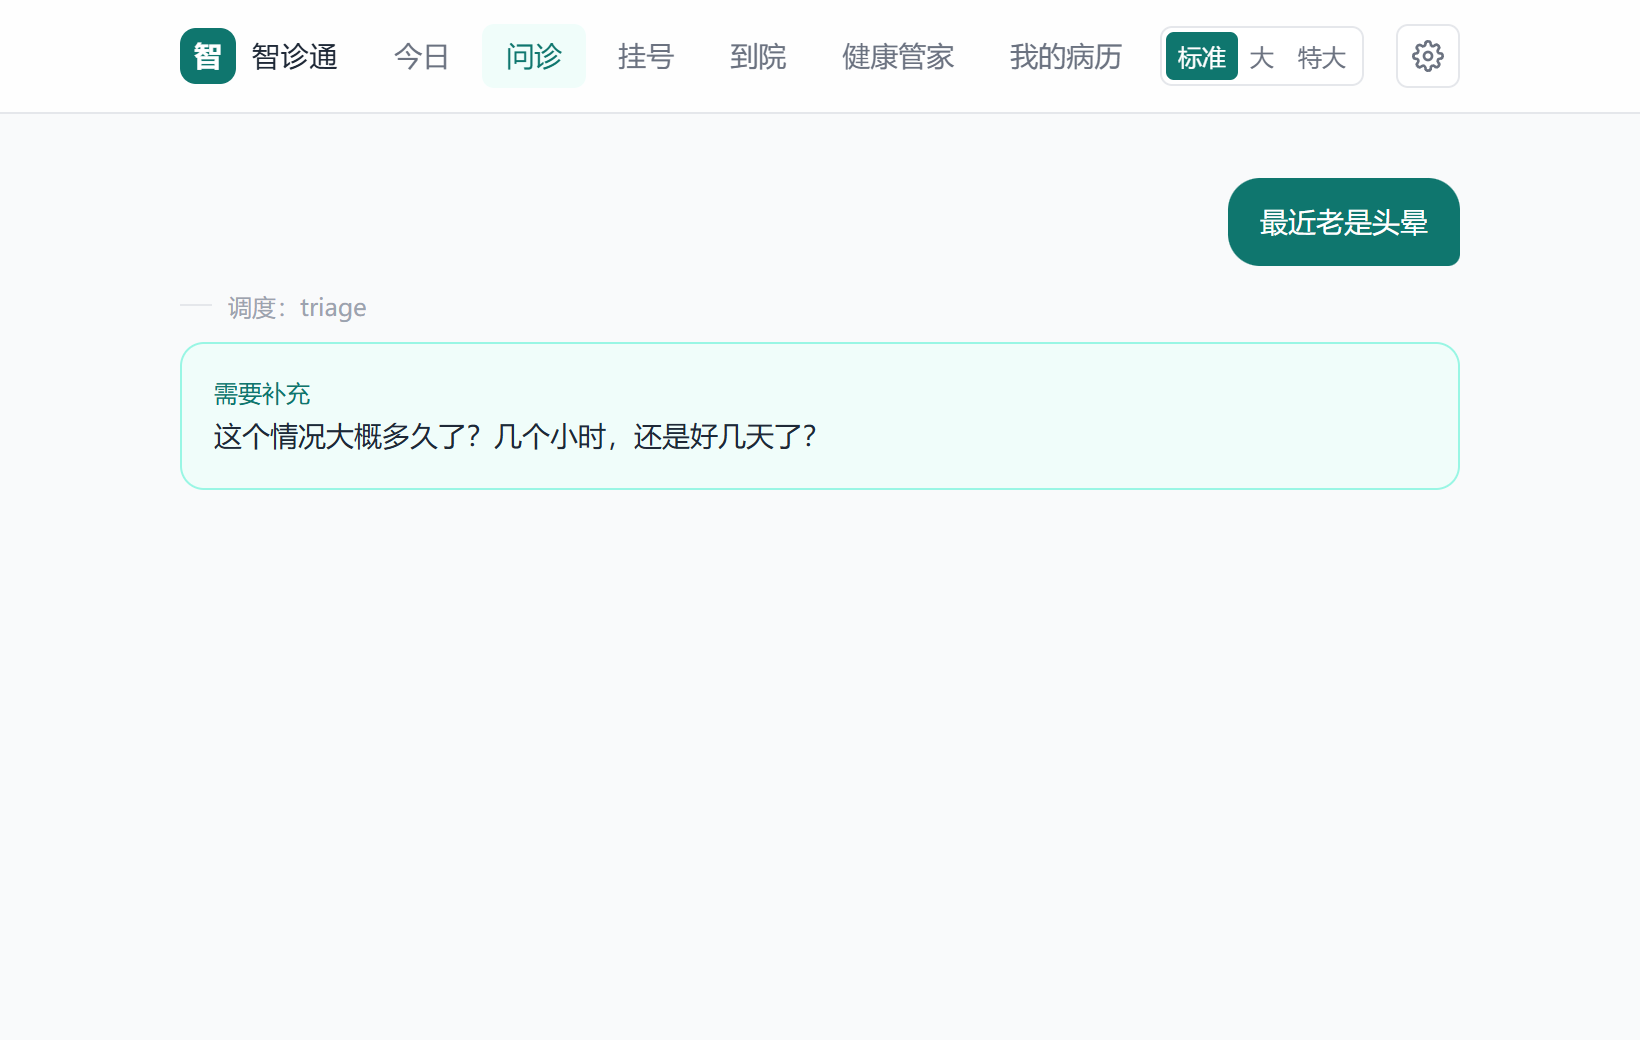 智 智诊通 今日 问诊 挂号 到院 健康管家 我的病历 标准 大 特大
最近老是头晕
调度：triage
需要补充
这个情况大概多久了？几个小时，还是好几天了？